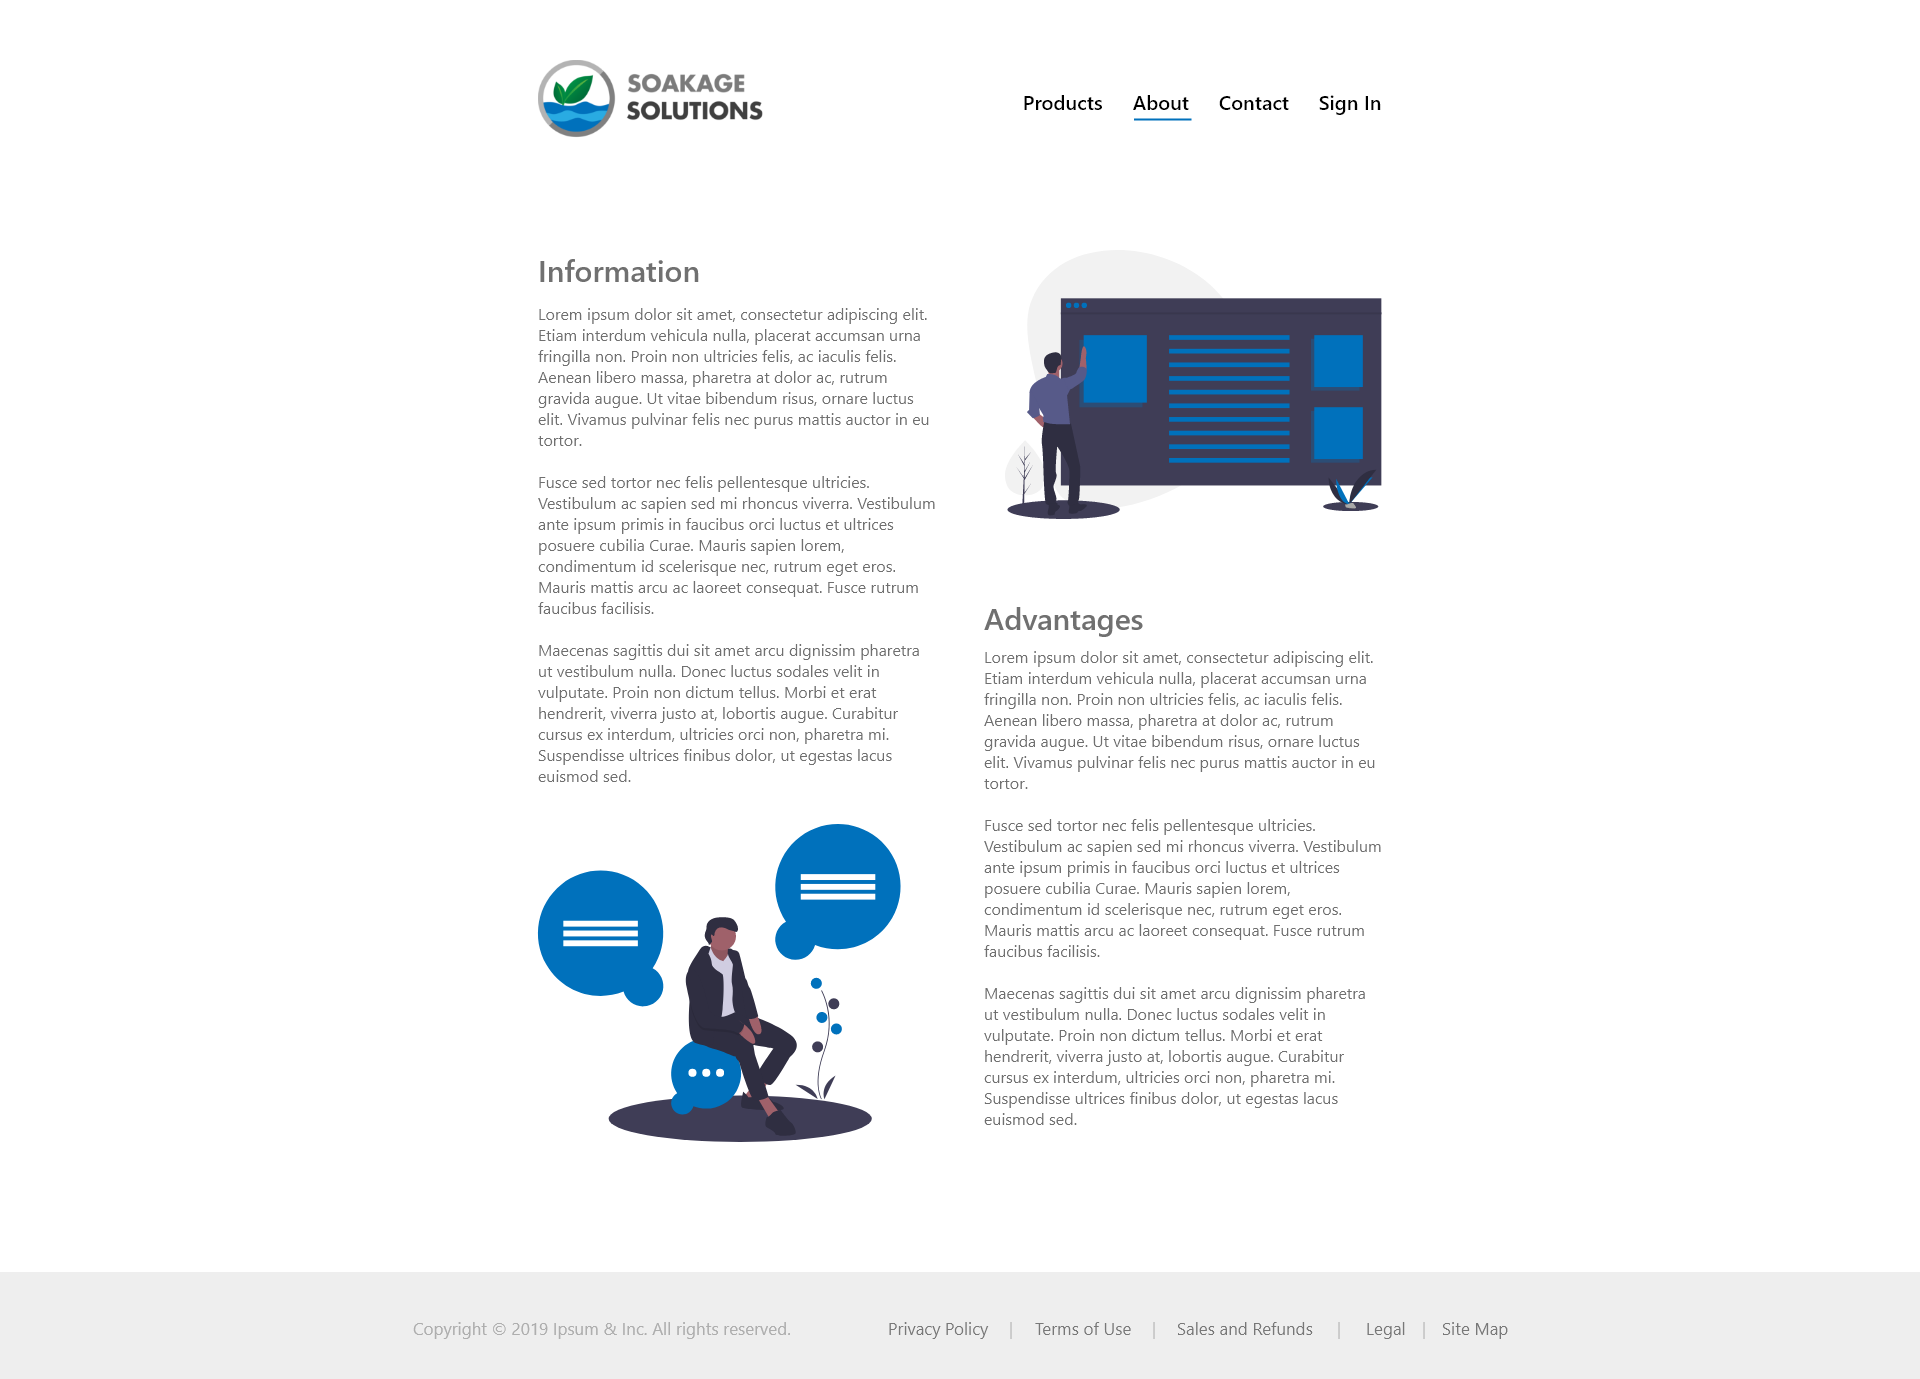 SOAKAGE
SOLUTIONS
Products About Contact Sign In
Information
Lorem ipsum dolor sit amet, consectetur adipiscing elit.
Etiam interdum vehicula nulla, placerat accumsan urna
fringilla non. Proin non ultricies felis, ac iaculis felis.
Aenean libero massa, pharetra at dolor ac, rutrum
gravida augue. Ut vitae bibendum risus, ornare luctus
elit. Vivamus pulvinar felis nec purus mattis auctor in eu
tortor.
Fusce sed tortor nec felis pellentesque ultricies.
Vestibulum ac sapien sed mi rhoncus viverra. Vestibulum
ante ipsum primis in faucibus orci luctus et ultrices
posuere cubilia Curae. Mauris sapien lorem,
condimentum id scelerisque nec, rutrum eget eros.
Mauris mattis arcu ac laoreet consequat. Fusce rutrum
faucibus facilisis.
Maecenas sagittis dui sit amet arcu dignissim pharetra
ut vestibulum nulla. Donec luctus sodales velit in
vulputate. Proin non dictum tellus. Morbi et erat
hendrerit, viverra justo at, lobortis augue. Curabitur
cursus ex interdum, ultricies orci non, pharetra mi.
Suspendisse ultrices finibus dolor, ut egestas lacus
euismod sed.
Advantages
Lorem ipsum dolor sit amet, consectetur adipiscing elit.
Etiam interdum vehicula nulla, placerat accumsan urna
fringilla non. Proin non ultricies felis, ac iaculis felis.
Aenean libero massa, pharetra at dolor ac, rutrum
gravida augue. Ut vitae bibendum risus, ornare luctus
elit. Vivamus pulvinar felis nec purus mattis auctor in eu
tortor.
Fusce sed tortor nec felis pellentesque ultricies.
Vestibulum ac sapien sed mi rhoncus viverra. Vestibulum
ante ipsum primis in faucibus orci luctus et ultrices
posuere cubilia Curae. Mauris sapien lorem,
condimentum id scelerisque nec, rutrum eget eros.
Mauris mattis arcu ac laoreet consequat. Fusce rutrum
faucibus facilisis.
Maecenas sagittis dui sit amet arcu dignissim pharetra
ut vestibulum nulla. Donec luctus sodales velit in
vulputate. Proin non dictum tellus. Morbi et erat
hendrerit, viverra justo at, lobortis augue. Curabitur
cursus ex interdum, ultricies orci non, pharetra mi.
Suspendisse ultrices finibus dolor, ut egestas lacus
euismod sed.
Copyright © 2019 Ipsum & Inc. All rights reserved. Privacy Policy | Terms of Use | Sales and Refunds | Legal | Site Map